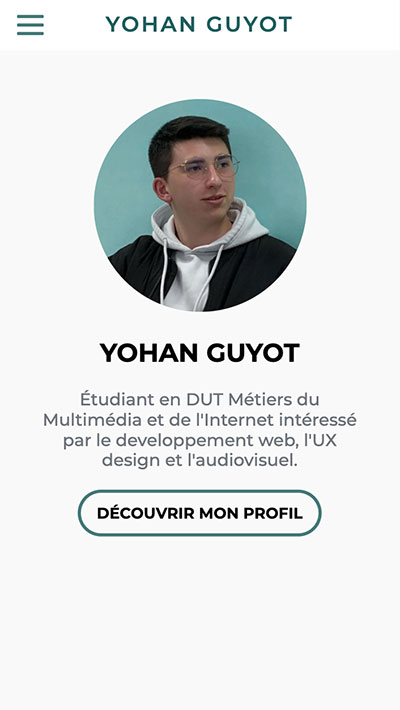 YOHAN GUYOT
YOHAN GUYOT
Étudiant en DUT Métiers du
Multimédia et de l'Internet intéressé
par le developpement web, l'UX
design et l'audiovisuel.
DÉCOUVRIR MON PROFIL